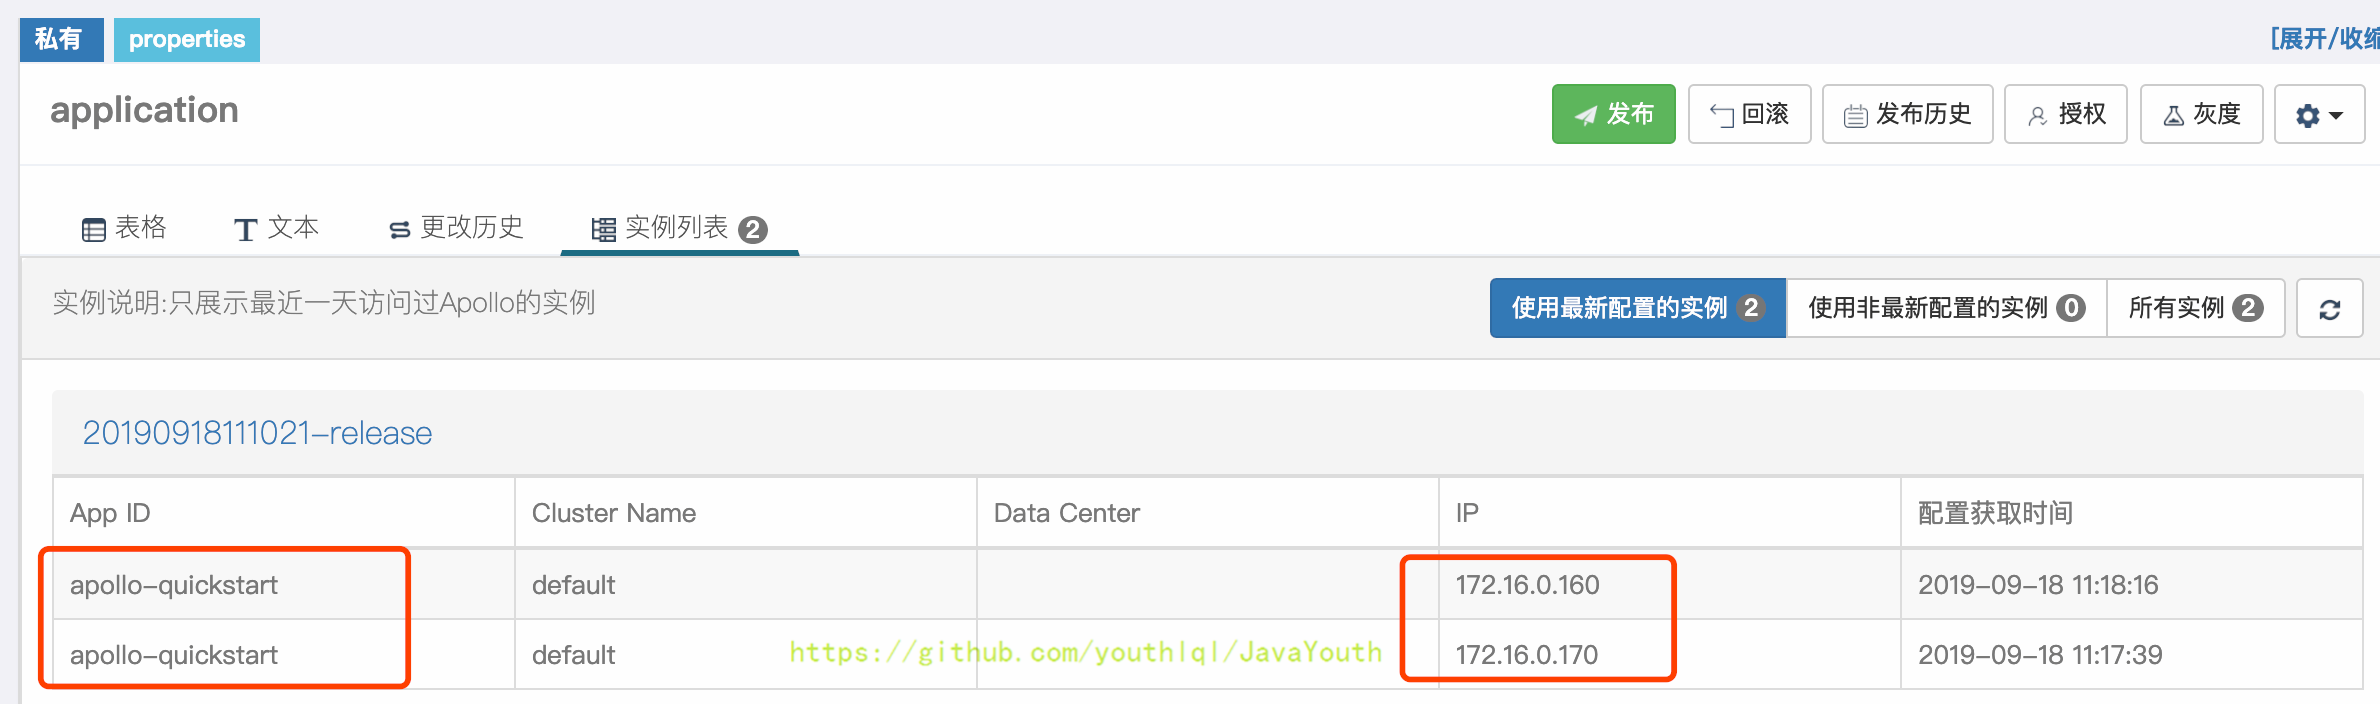 私有 properties [展开/收缩
application 发布 回滚 发布历史 授权 灰度
表格 文本 更改历史 实例列表 2
实例说明:只展示最近一天访问过Apollo的实例 使用最新配置的实例 2 使用非最新配置的实例 0 所有实例 2
20190918111021-release
App ID Cluster Name Data Center IP 配置获取时间
apollo-quickstart default 172.16.0.160 2019-09-18 11:18:16
apollo-quickstart default 172.16.0.170 2019-09-18 11:17:39
https://github.com/youthlql/JavaYouth